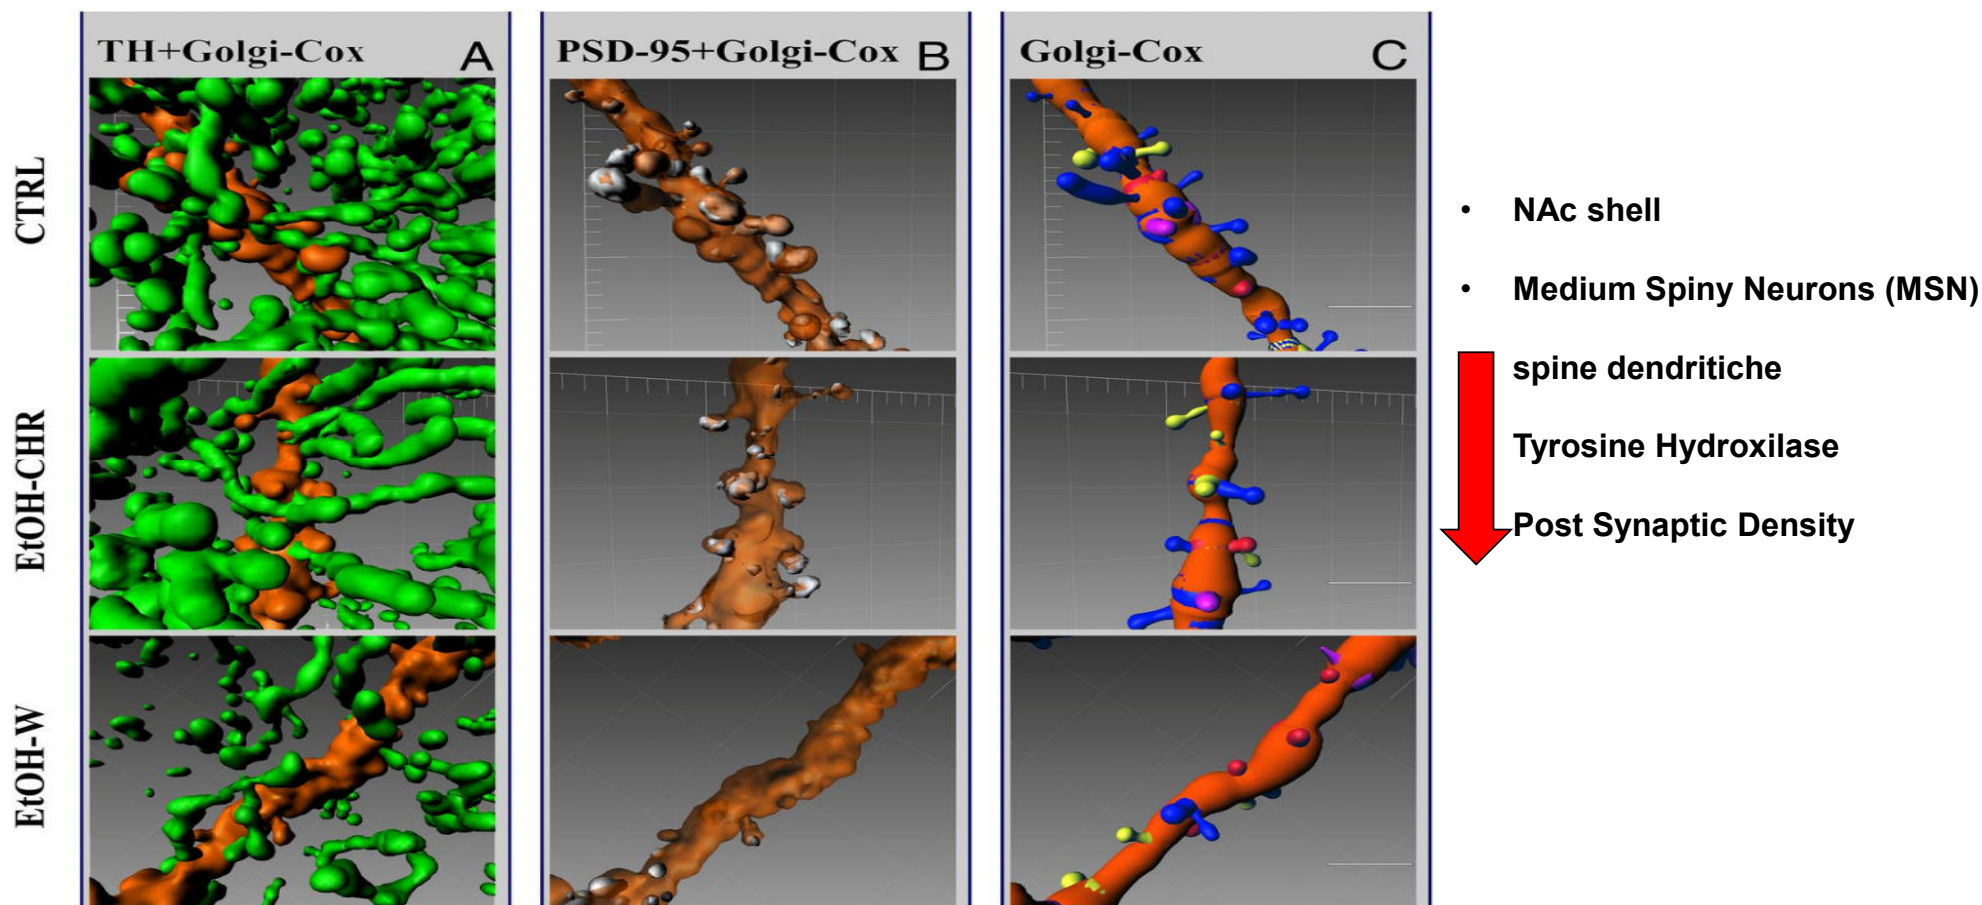 TH+Golgi-Cox A
PSD-95+Golgi-Cox B
Golgi-Cox C
CTRL
EtOH-CHR
EtOH-W
• NAc shell
• Medium Spiny Neurons (MSN)
spine dendritiche
Tyrosine Hydroxilase
Post Synaptic Density